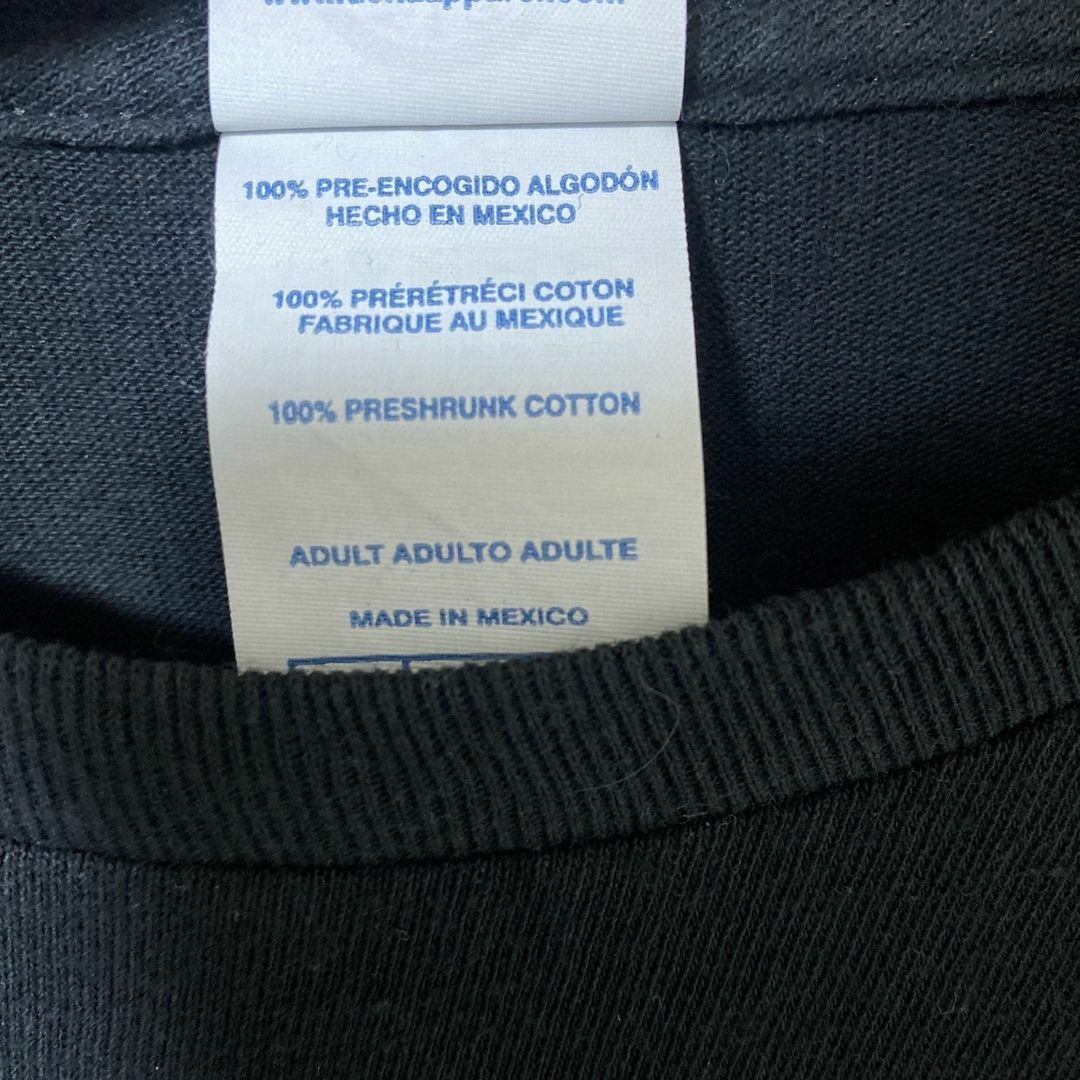 100% PRE-ENCOGIDO ALGODÓN
HECHO EN MEXICO
100% PRÉRÉTRÉCI COTON
FABRIQUE AU MEXIQUE
100% PRESHRUNK COTTON
ADULT ADULTO ADULTE
MADE IN MEXICO